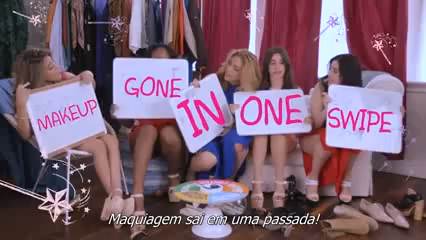 MAKEUP
GONE
IN
ONE
SWIPE
Maquiagem sai em uma passada!